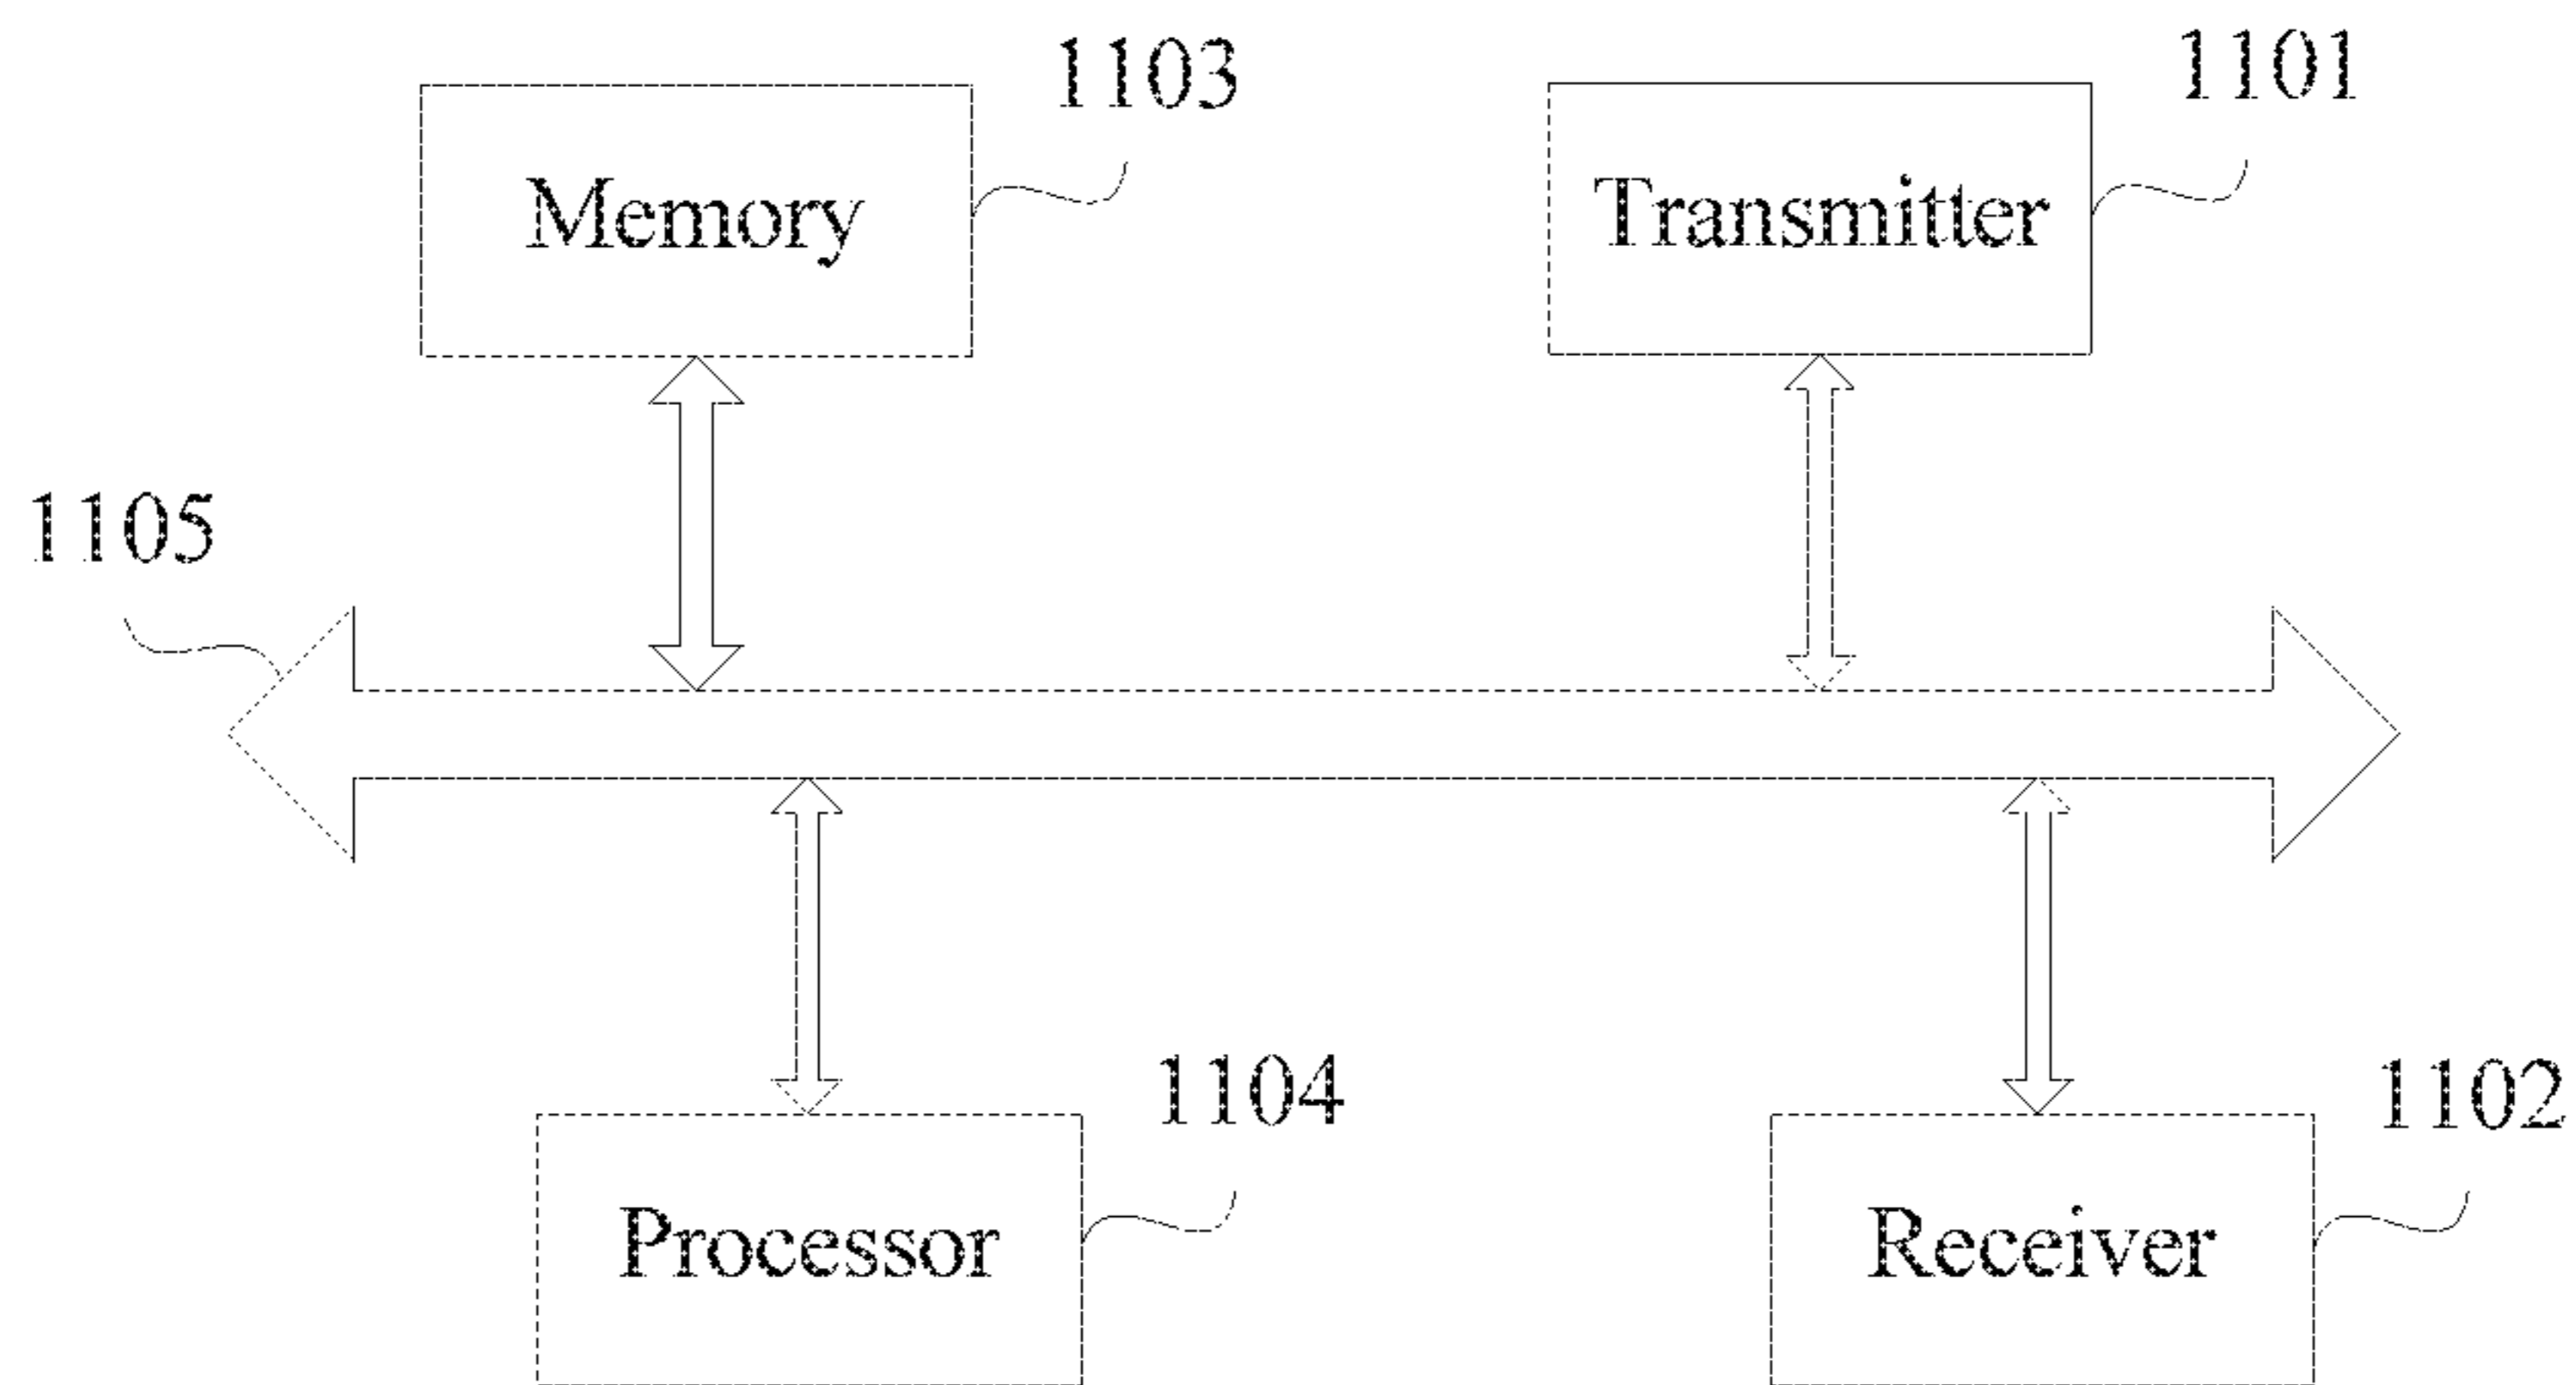 1103
Memory
1101
Transmitter
1105
1104
Processor
1102
Receiver